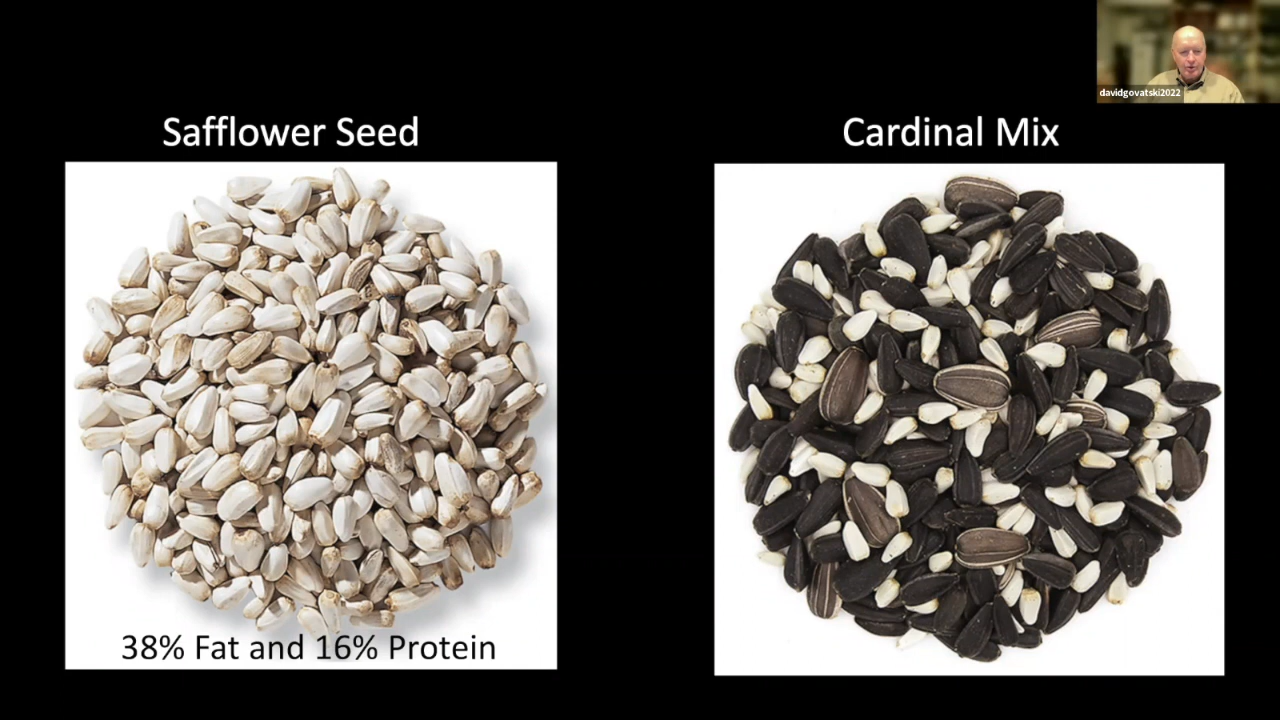 davidgovatski2022
Safflower Seed
Cardinal Mix
38% Fat and 16% Protein